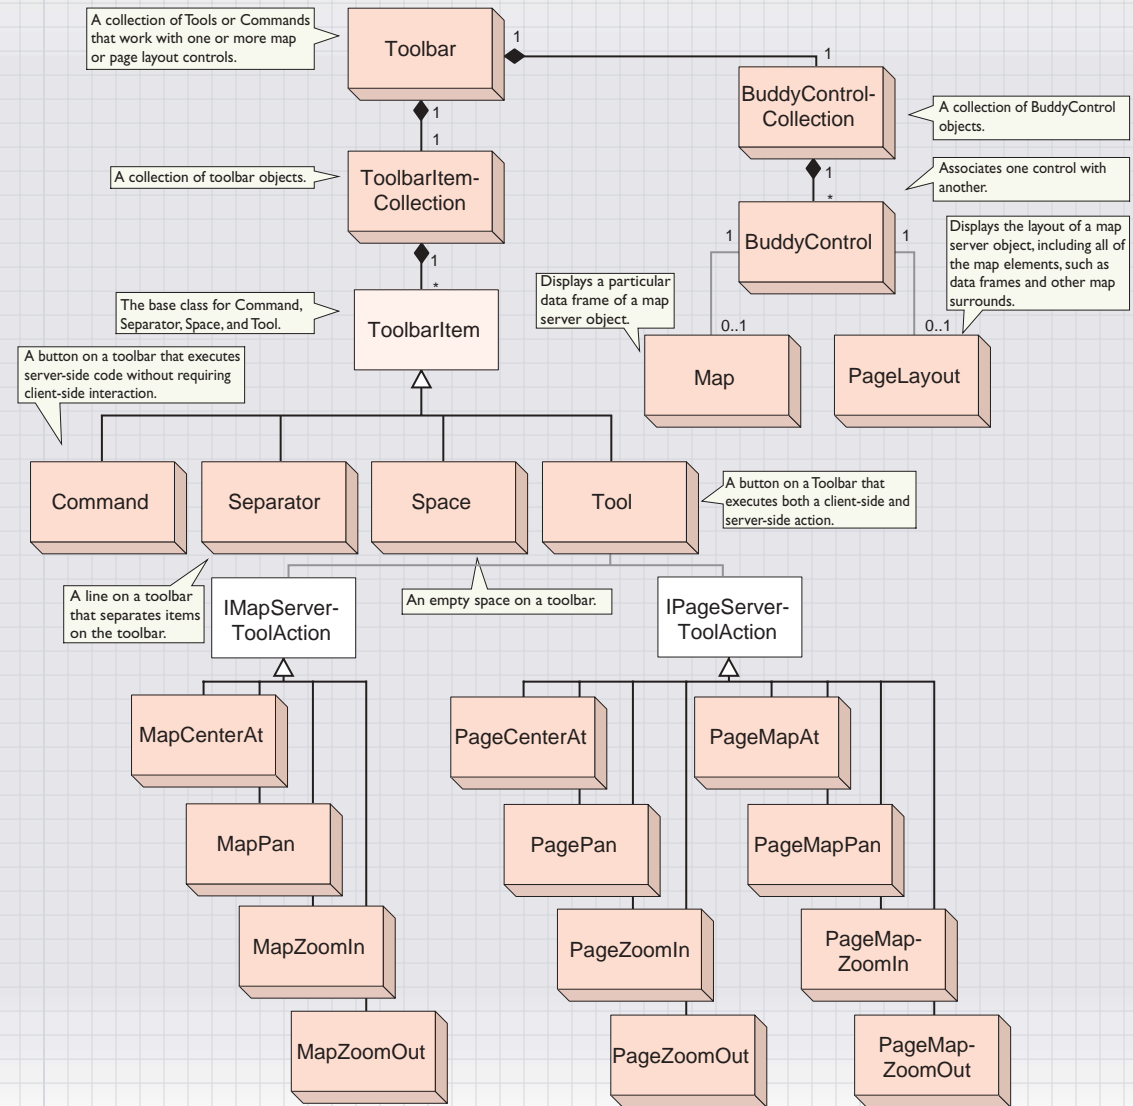 A collection of Tools or Commands
that work with one or more map
or page layout controls.
Toolbar
1
1
BuddyControl-
Collection
A collection of BuddyControl
objects.
1
1
A collection of toolbar objects.
ToolbarItem-
Collection
1
*
Associates one control with
another.
BuddyControl
1
1
Displays the layout of a map
server object, including all of
the map elements, such as
data frames and other map
surrounds.
1
*
Displays a particular
data frame of a map
server object.
0..1
0..1
Map
PageLayout
The base class for Command,
Separator, Space, and Tool.
ToolbarItem
A button on a toolbar that executes
server-side code without requiring
client-side interaction.
Command
Separator
Space
Tool
A button on a Toolbar that
executes both a client-side and
server-side action.
A line on a toolbar
that separates items
on the toolbar.
IMapServer-
ToolAction
An empty space on a toolbar.
IPageServer-
ToolAction
MapCenterAt
PageCenterAt
PageMapAt
MapPan
PagePan
PageMapPan
MapZoomIn
PageZoomIn
PageMap-
ZoomIn
MapZoomOut
PageZoomOut
PageMap-
ZoomOut